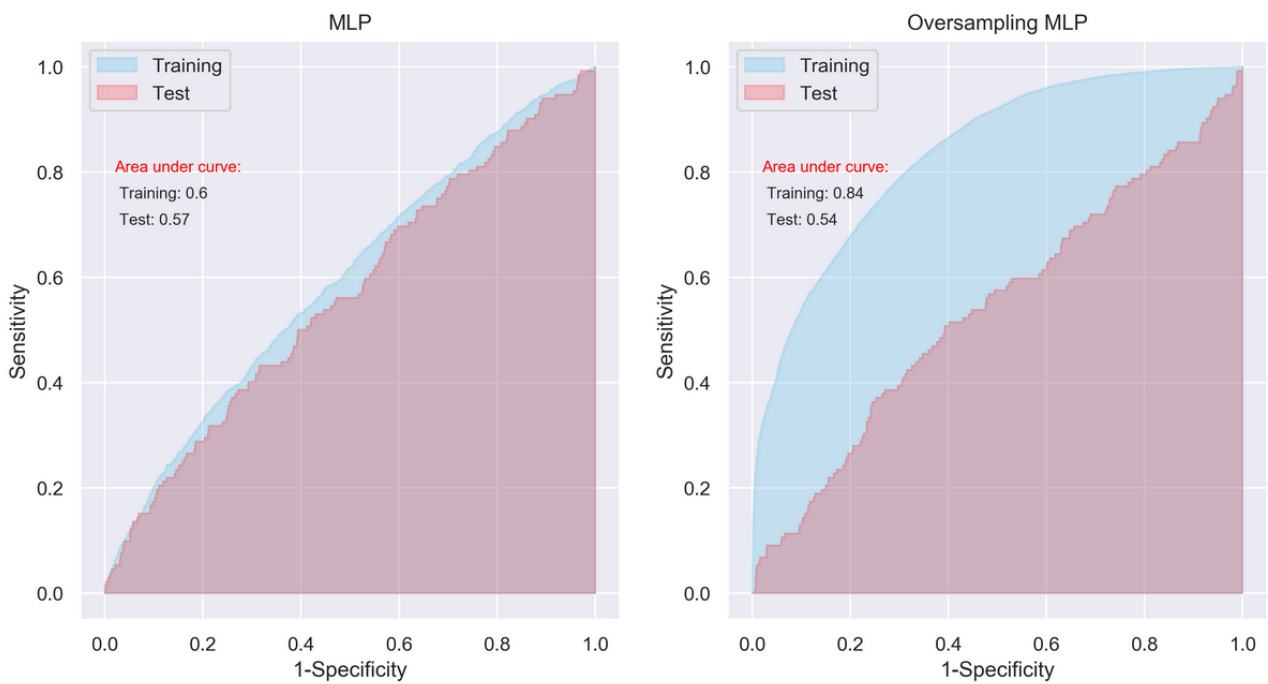 MLP
Training
Test
Area under curve:
Training: 0.6
Test: 0.57
1.0
0.8
0.6
0.4
0.2
0.0
Sensitivity
0.0 0.2 0.4 0.6 0.8 1.0
1-Specificity
Oversampling MLP
Training
Test
Area under curve:
Training: 0.84
Test: 0.54
1.0
0.8
0.6
0.4
0.2
0.0
Sensitivity
0.0 0.2 0.4 0.6 0.8 1.0
1-Specificity